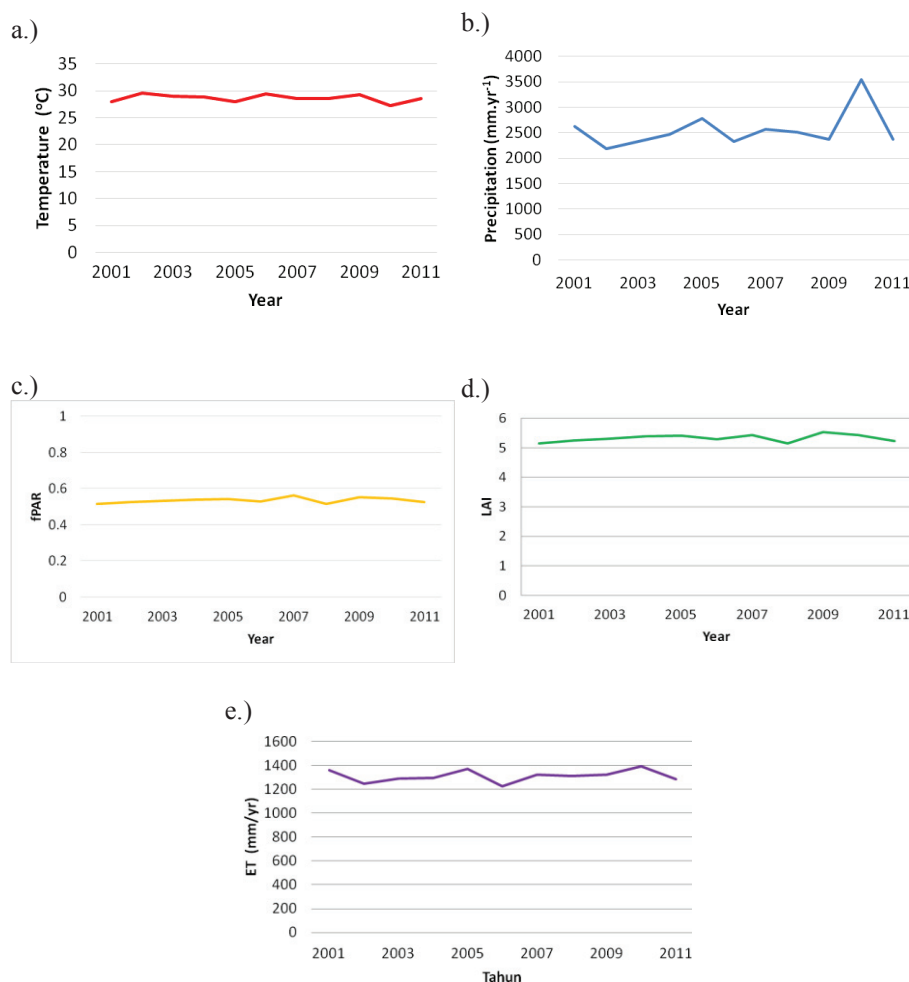 a.)
Temperature (°C)
35
30
25
20
15
10
5
0
2001 2003 2005 2007 2009 2011
Year
b.)
Precipitation (mm.yr⁻¹)
4000
3500
3000
2500
2000
1500
1000
500
0
2001 2003 2005 2007 2009 2011
Year
c.)
fPAR
1
0.8
0.6
0.4
0.2
0
2001 2003 2005 2007 2009 2011
Year
d.)
LAI
6
5
4
3
2
1
0
2001 2003 2005 2007 2009 2011
Year
e.)
ET (mm/yr)
1600
1400
1200
1000
800
600
400
200
0
2001 2003 2005 2007 2009 2011
Tahun